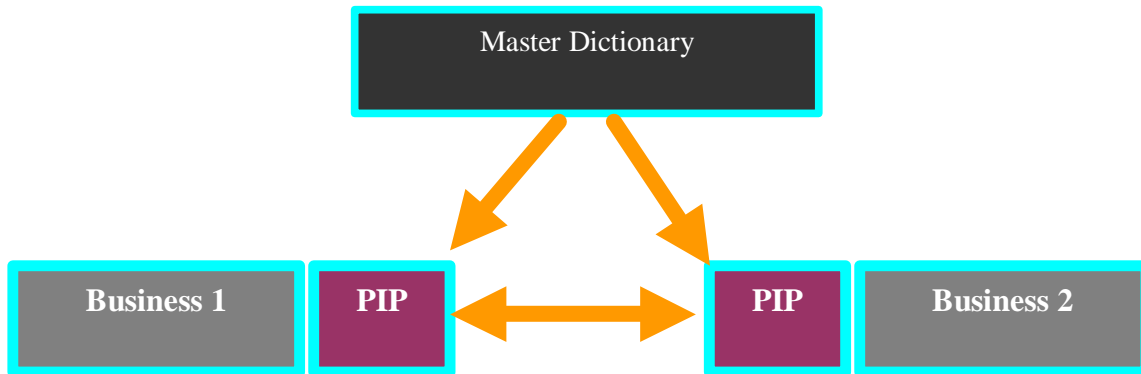 Master Dictionary
Business 1
PIP
PIP
Business 2